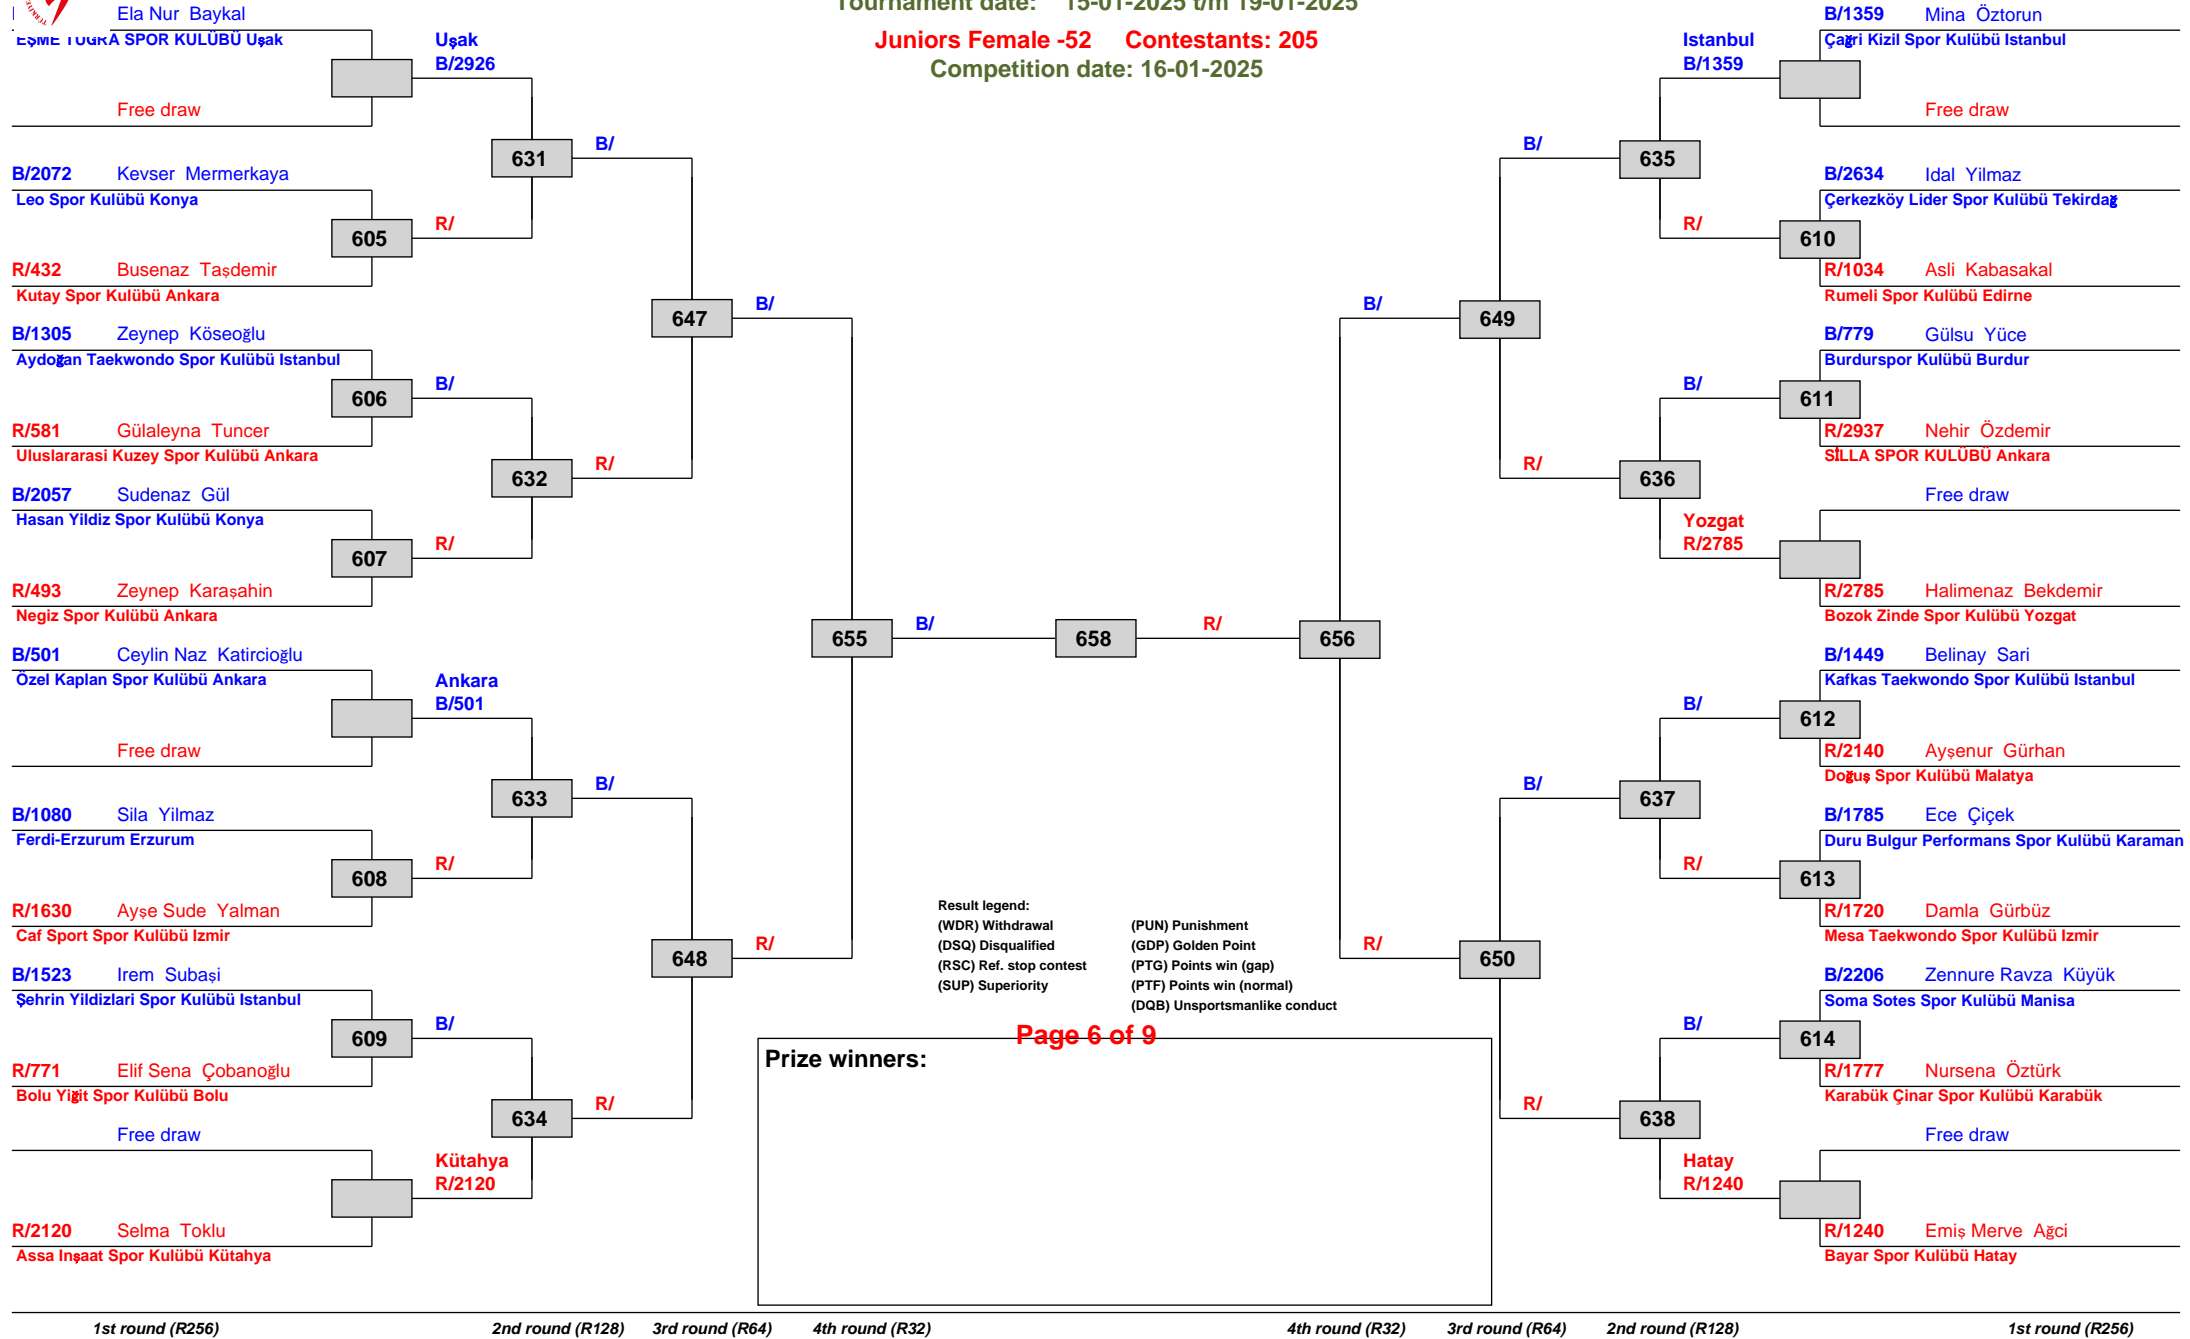 Tournament date: 15-01-2025 t/m 19-01-2025
Juniors Female -52 Contestants: 205
Competition date: 16-01-2025
Ela Nur Baykal
EŞME TUĞRA SPOR KULÜBÜ Uşak
Free draw
B/2072 Kevser Mermerkaya
Leo Spor Kulübü Konya
R/432 Busenaz Taşdemir
Kutay Spor Kulübü Ankara
B/1305 Zeynep Köseoğlu
Aydoğan Taekwondo Spor Kulübü Istanbul
R/581 Gülaleyna Tuncer
Uluslararasi Kuzey Spor Kulübü Ankara
B/2057 Sudenaz Gül
Hasan Yildiz Spor Kulübü Konya
R/493 Zeynep Karaşahin
Negiz Spor Kulübü Ankara
B/501 Ceylin Naz Katircioğlu
Özel Kaplan Spor Kulübü Ankara
Free draw
B/1080 Sila Yilmaz
Ferdi-Erzurum Erzurum
R/1630 Ayşe Sude Yalman
Caf Sport Spor Kulübü Izmir
B/1523 Irem Subaşi
Şehrin Yildizlari Spor Kulübü Istanbul
R/771 Elif Sena Çobanoğlu
Bolu Yiğit Spor Kulübü Bolu
Free draw
R/2120 Selma Toklu
Assa Inşaat Spor Kulübü Kütahya
605
606
607
608
609
Uşak
B/2926
R/
B/
R/
Ankara
B/501
R/
B/
Kütahya
R/2120
631
632
633
634
B/
R/
B/
R/
647
648
B/
R/
655
B/
658
R/
656
B/
R/
649
650
B/
R/
B/
R/
635
636
637
638
Istanbul
B/1359
R/
B/
Yozgat
R/2785
B/
R/
B/
Hatay
R/1240
610
611
612
613
614
B/1359 Mina Öztorun
Çağri Kizil Spor Kulübü Istanbul
Free draw
B/2634 Idal Yilmaz
Çerkezköy Lider Spor Kulübü Tekirdağ
R/1034 Asli Kabasakal
Rumeli Spor Kulübü Edirne
B/779 Gülsu Yüce
Burdurspor Kulübü Burdur
R/2937 Nehir Özdemir
SİLLA SPOR KULÜBÜ Ankara
Free draw
R/2785 Halimenaz Bekdemir
Bozok Zinde Spor Kulübü Yozgat
B/1449 Belinay Sari
Kafkas Taekwondo Spor Kulübü Istanbul
R/2140 Ayşenur Gürhan
Doğuş Spor Kulübü Malatya
B/1785 Ece Çiçek
Duru Bulgur Performans Spor Kulübü Karaman
R/1720 Damla Gürbüz
Mesa Taekwondo Spor Kulübü Izmir
B/2206 Zennure Ravza Küyük
Soma Sotes Spor Kulübü Manisa
R/1777 Nursena Öztürk
Karabük Çinar Spor Kulübü Karabük
Free draw
R/1240 Emiş Merve Ağci
Bayar Spor Kulübü Hatay
Result legend:
(WDR) Withdrawal (PUN) Punishment
(DSQ) Disqualified (GDP) Golden Point
(RSC) Ref. stop contest (PTG) Points win (gap)
(SUP) Superiority (PTF) Points win (normal)
(DQB) Unsportsmanlike conduct
Page 6 of 9
Prize winners:
1st round (R256) 2nd round (R128) 3rd round (R64) 4th round (R32) 4th round (R32) 3rd round (R64) 2nd round (R128) 1st round (R256)